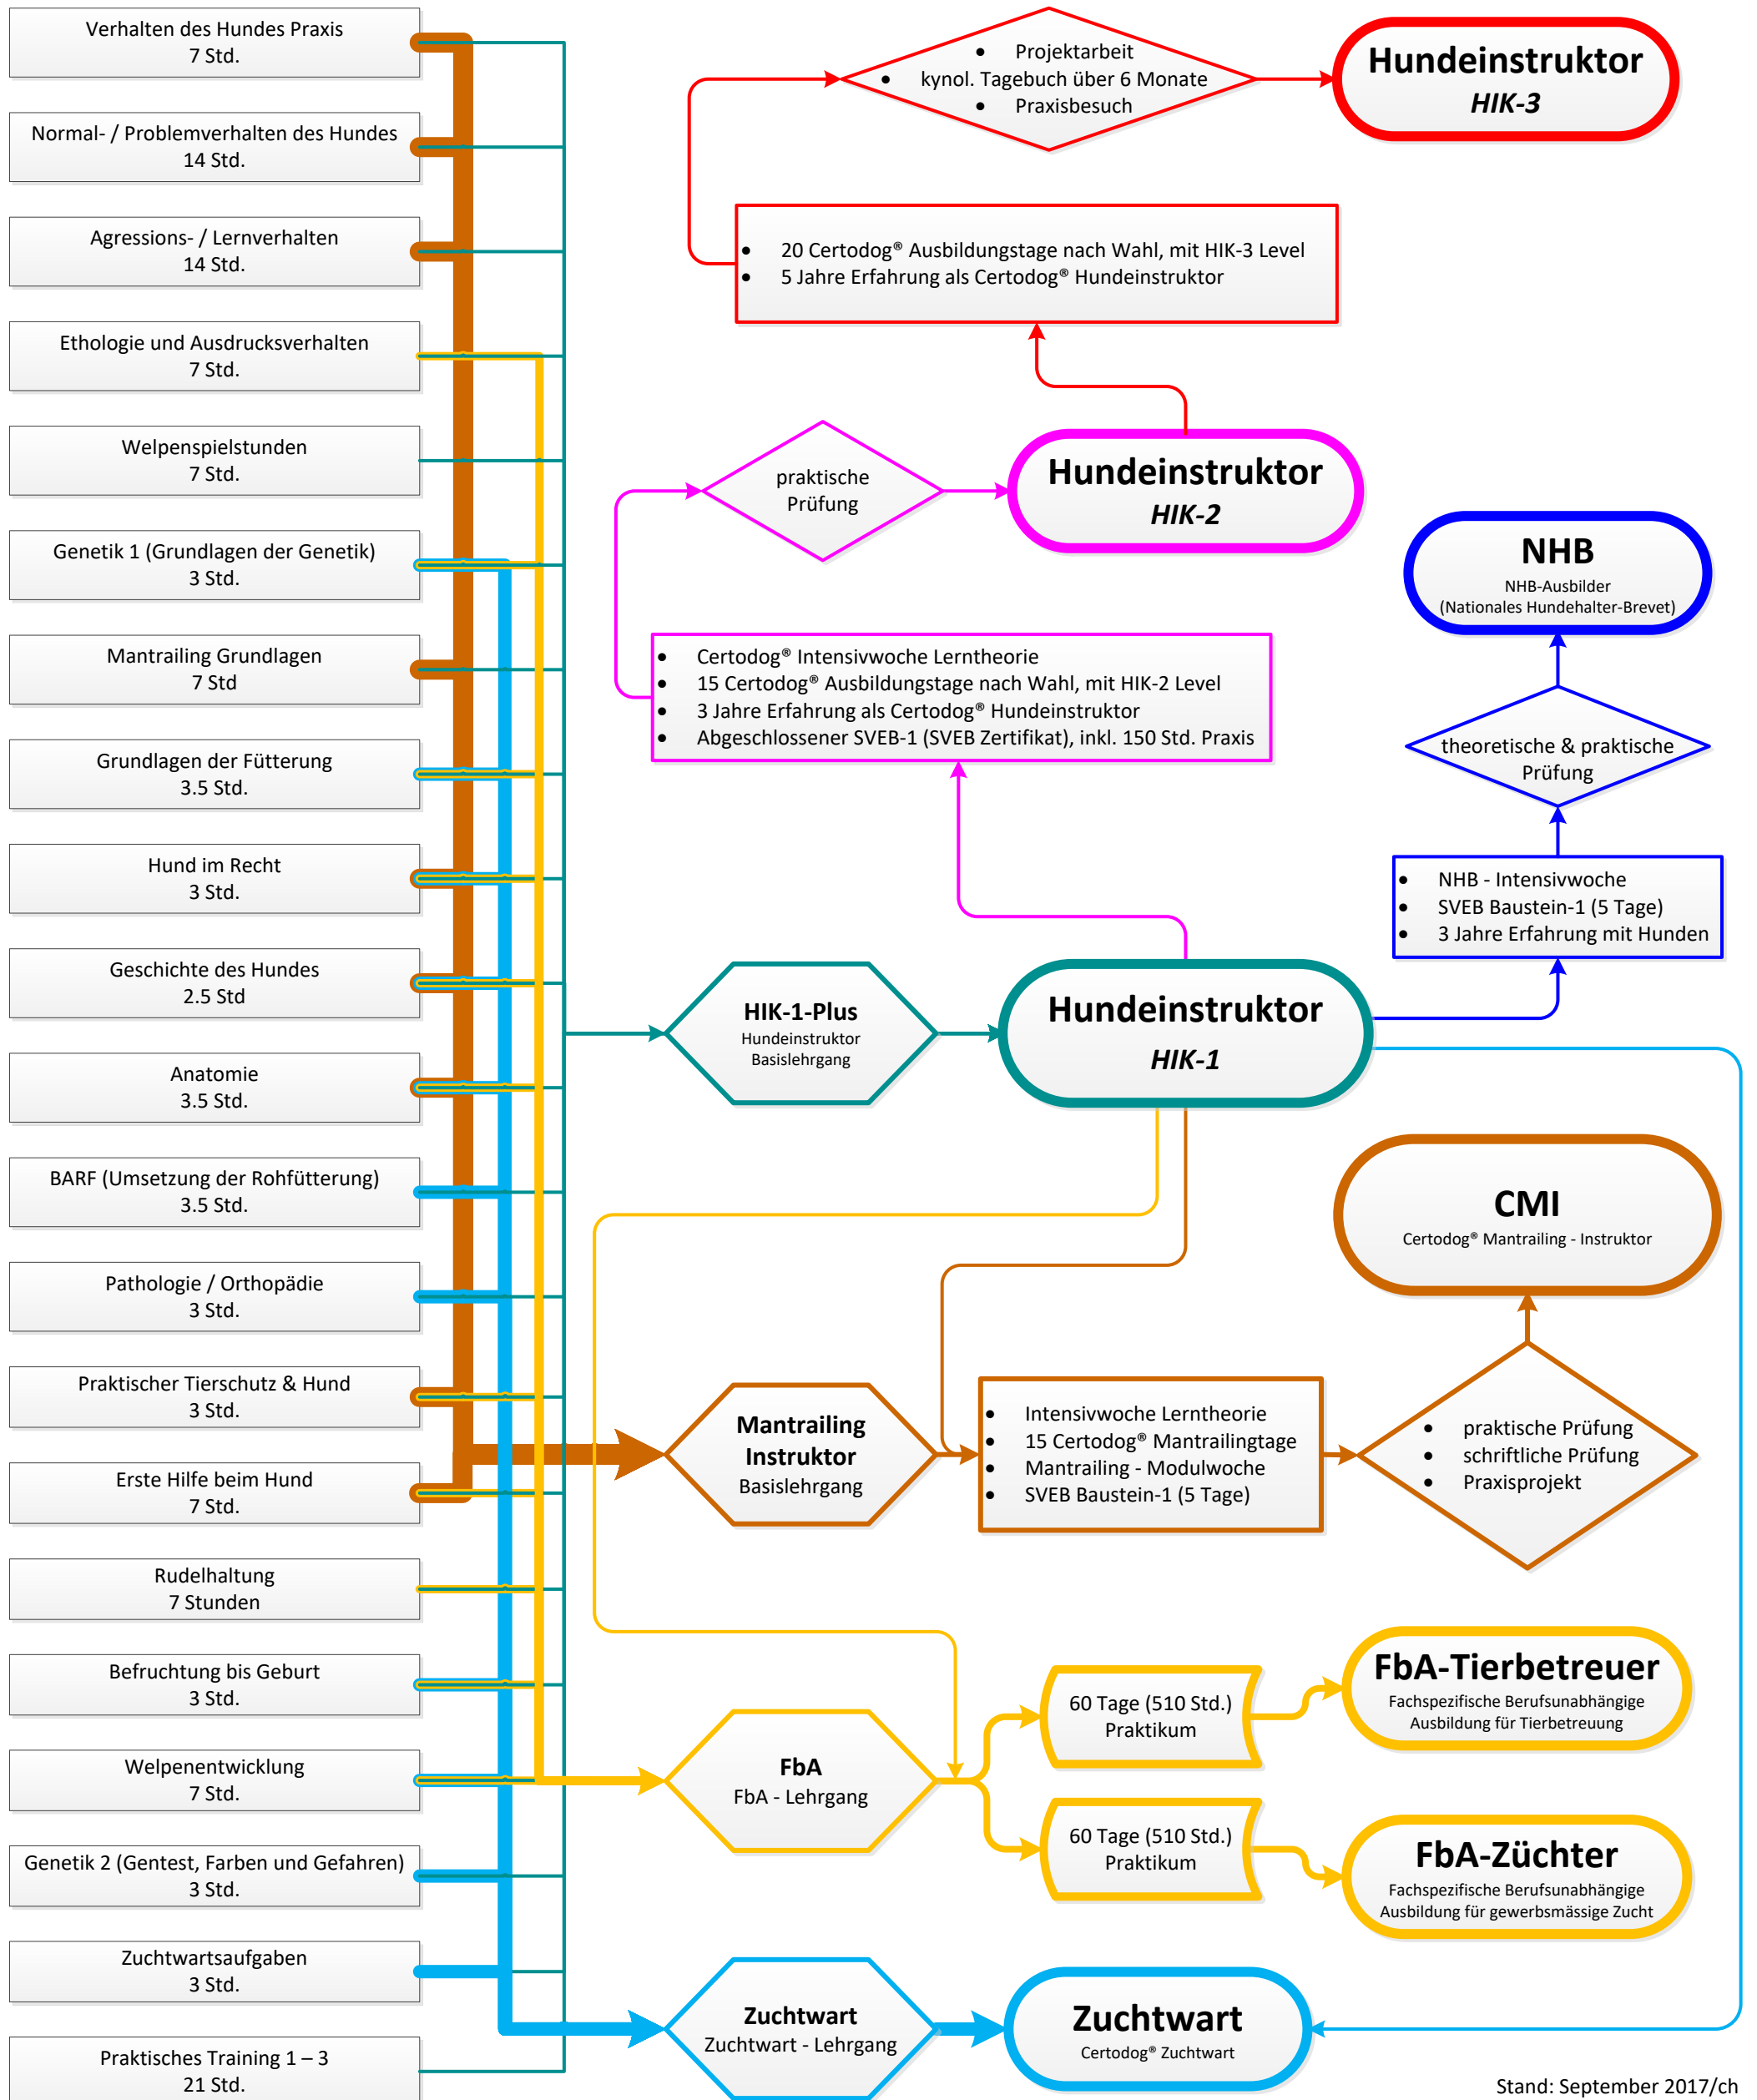 Verhalten des Hundes Praxis
7 Std.
Normal- / Problemverhalten des Hundes
14 Std.
Agressions- / Lernverhalten
14 Std.
Ethologie und Ausdrucksverhalten
7 Std.
Welpenspielstunden
7 Std.
Genetik 1 (Grundlagen der Genetik)
3 Std.
Mantrailing Grundlagen
7 Std
Grundlagen der Fütterung
3.5 Std.
Hund im Recht
3 Std.
Geschichte des Hundes
2.5 Std
Anatomie
3.5 Std.
BARF (Umsetzung der Rohfütterung)
3.5 Std.
Pathologie / Orthopädie
3 Std.
Praktischer Tierschutz & Hund
3 Std.
Erste Hilfe beim Hund
7 Std.
Rudelhaltung
7 Stunden
Befruchtung bis Geburt
3 Std.
Welpenentwicklung
7 Std.
Genetik 2 (Gentest, Farben und Gefahren)
3 Std.
Zuchtwartsaufgaben
3 Std.
Praktisches Training 1 – 3
21 Std.
• Projektarbeit
• kynol. Tagebuch über 6 Monate
• Praxisbesuch
Hundeinstruktor
HIK-3
• 20 Certodog® Ausbildungstage nach Wahl, mit HIK-3 Level
• 5 Jahre Erfahrung als Certodog® Hundeinstruktor
praktische
Prüfung
Hundeinstruktor
HIK-2
• Certodog® Intensivwoche Lerntheorie
• 15 Certodog® Ausbildungstage nach Wahl, mit HIK-2 Level
• 3 Jahre Erfahrung als Certodog® Hundeinstruktor
• Abgeschlossener SVEB-1 (SVEB Zertifikat), inkl. 150 Std. Praxis
NHB
NHB-Ausbilder
(Nationales Hundehalter-Brevet)
theoretische & praktische
Prüfung
• NHB - Intensivwoche
• SVEB Baustein-1 (5 Tage)
• 3 Jahre Erfahrung mit Hunden
HIK-1-Plus
Hundeinstruktor
Basislehrgang
Hundeinstruktor
HIK-1
CMI
Certodog® Mantrailing - Instruktor
Mantrailing
Instruktor
Basislehrgang
• Intensivwoche Lerntheorie
• 15 Certodog® Mantrailingtage
• Mantrailing - Modulwoche
• SVEB Baustein-1 (5 Tage)
• praktische Prüfung
• schriftliche Prüfung
• Praxisprojekt
FbA
FbA - Lehrgang
60 Tage (510 Std.)
Praktikum
FbA-Tierbetreuer
Fachspezifische Berufsunabhängige
Ausbildung für Tierbetreuung
60 Tage (510 Std.)
Praktikum
FbA-Züchter
Fachspezifische Berufsunabhängige
Ausbildung für gewerbsmässige Zucht
Zuchtwart
Zuchtwart - Lehrgang
Zuchtwart
Certodog® Zuchtwart
Stand: September 2017/ch